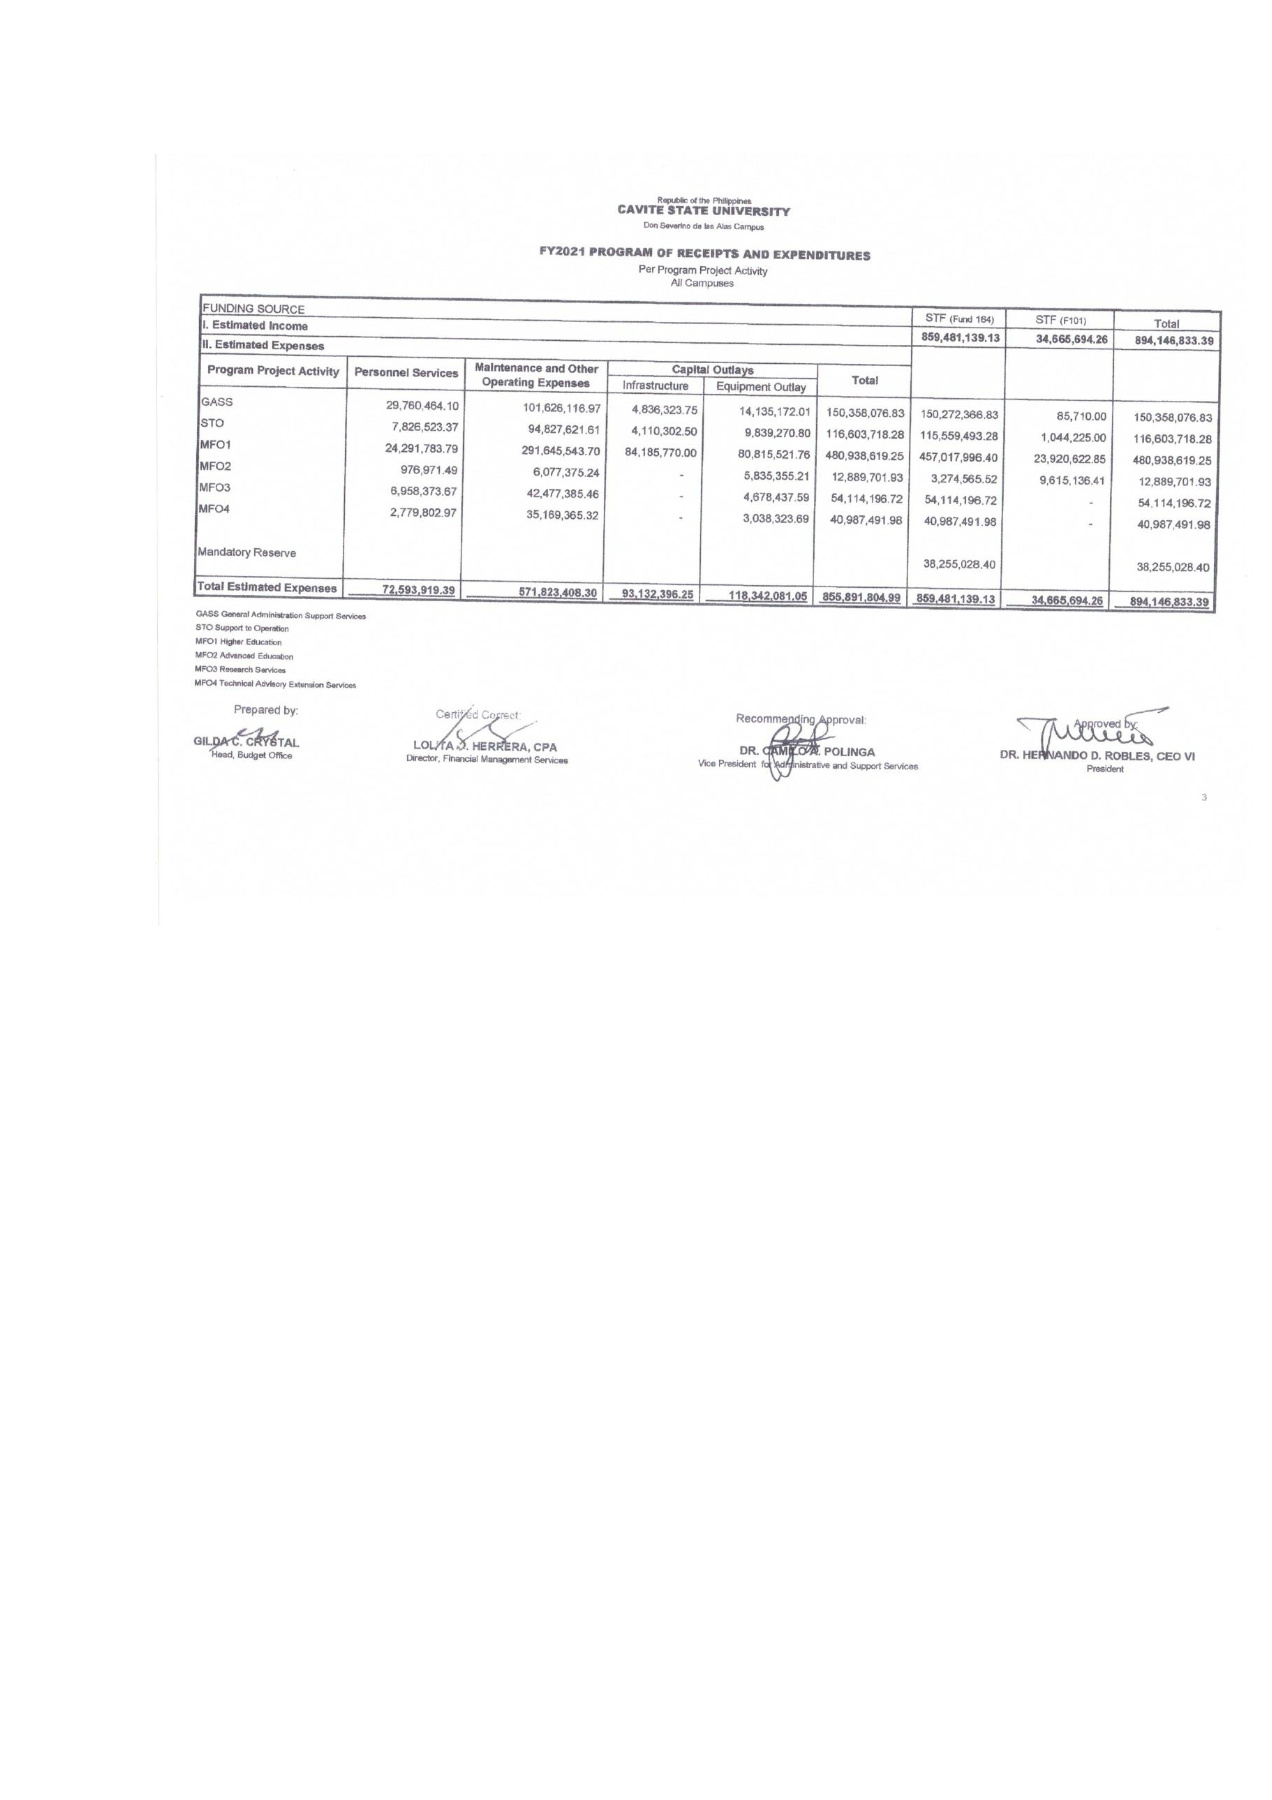 Republic of the Philippines
CAVITE STATE UNIVERSITY
Don Severino de las Alas Campus
FY2021 PROGRAM OF RECEIPTS AND EXPENDITURES
Per Program Project Activity
All Campuses
FUNDING SOURCE STF (Fund 164) STF (F101) Total
I. Estimated Income 859,481,139.13 34,665,694.26 894,146,833.39
II. Estimated Expenses
Program Project Activity Personnel Services Maintenance and Other Operating Expenses Capital Outlays Total
Infrastructure Equipment Outlay
GASS 29,760,464.10 101,626,116.97 4,836,323.75 14,135,172.01 150,358,076.83 150,272,366.83 85,710.00 150,358,076.83
STO 7,826,523.37 94,827,621.61 4,110,302.50 9,839,270.80 116,603,718.28 115,559,493.28 1,044,225.00 116,603,718.28
MFO1 24,291,783.79 291,645,543.70 84,185,770.00 80,815,521.76 480,938,619.25 457,017,996.40 23,920,622.85 480,938,619.25
MFO2 976,971.49 6,077,375.24 - 5,835,355.21 12,889,701.93 3,274,565.52 9,615,136.41 12,889,701.93
MFO3 6,958,373.67 42,477,385.46 - 4,678,437.59 54,114,196.72 54,114,196.72 - 54,114,196.72
MFO4 2,779,802.97 35,169,365.32 - 3,038,323.69 40,987,491.98 40,987,491.98 - 40,987,491.98
Mandatory Reserve 38,255,028.40 38,255,028.40
Total Estimated Expenses 72,593,919.39 571,823,408.30 93,132,396.25 118,342,081.05 855,891,804.99 859,481,139.13 34,665,694.26 894,146,833.39
GASS General Administration Support Services
STO Support to Operation
MFO1 Higher Education
MFO2 Advanced Education
MFO3 Research Services
MFO4 Technical Advisory Extension Services
Prepared by:
GILDA C. CRYSTAL
Head, Budget Office
Certified Correct:
LOLITA J. HERRERA, CPA
Director, Financial Management Services
Recommending Approval:
DR. CAMILO A. POLINGA
Vice President for Administrative and Support Services
Approved by:
DR. HERNANDO D. ROBLES, CEO VI
President
3